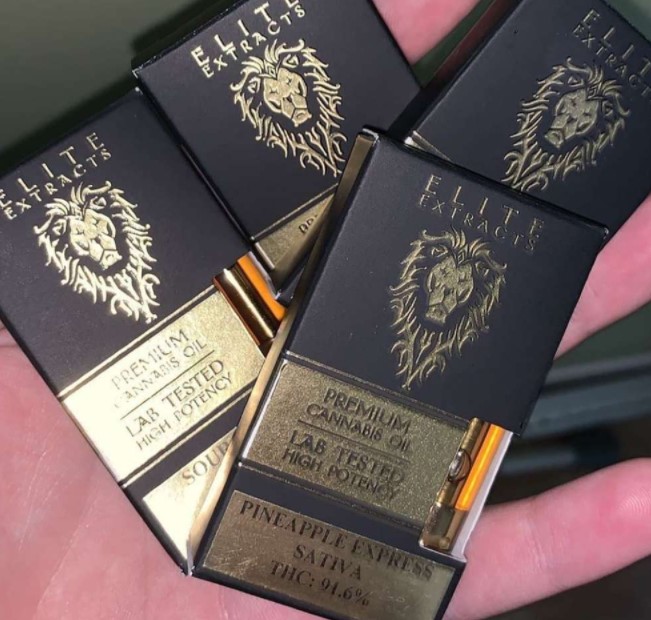 ELITE
EXTRACTS
ELITE
EXTRACTS
ELITE
EXTRACTS
PREMIUM
CANNABIS OIL
LAB TESTED
HIGH POTENCY
SOUR
ELITE
EXTRACTS
PREMIUM
CANNABIS OIL
LAB TESTED
HIGH POTENCY
PINEAPPLE EXPRESS
SATIVA
THC: 91.6%